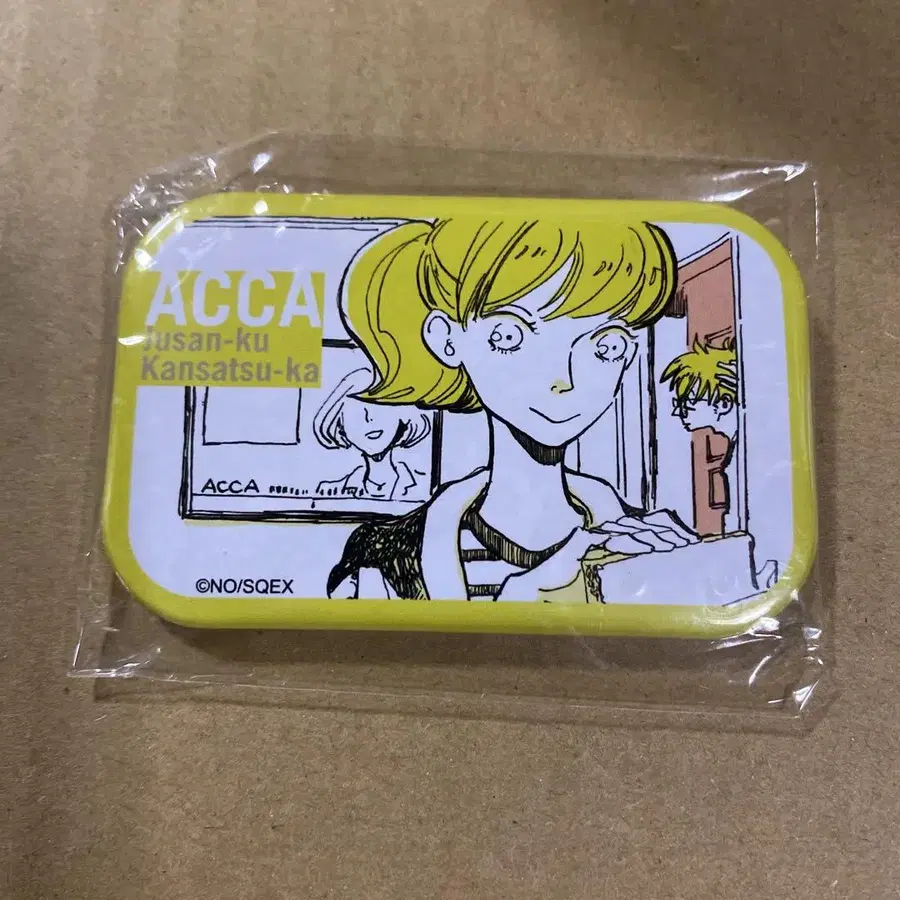 ACCA
Jusan-ku
Kansatsu-ka
ACCA
©NO/SQEX